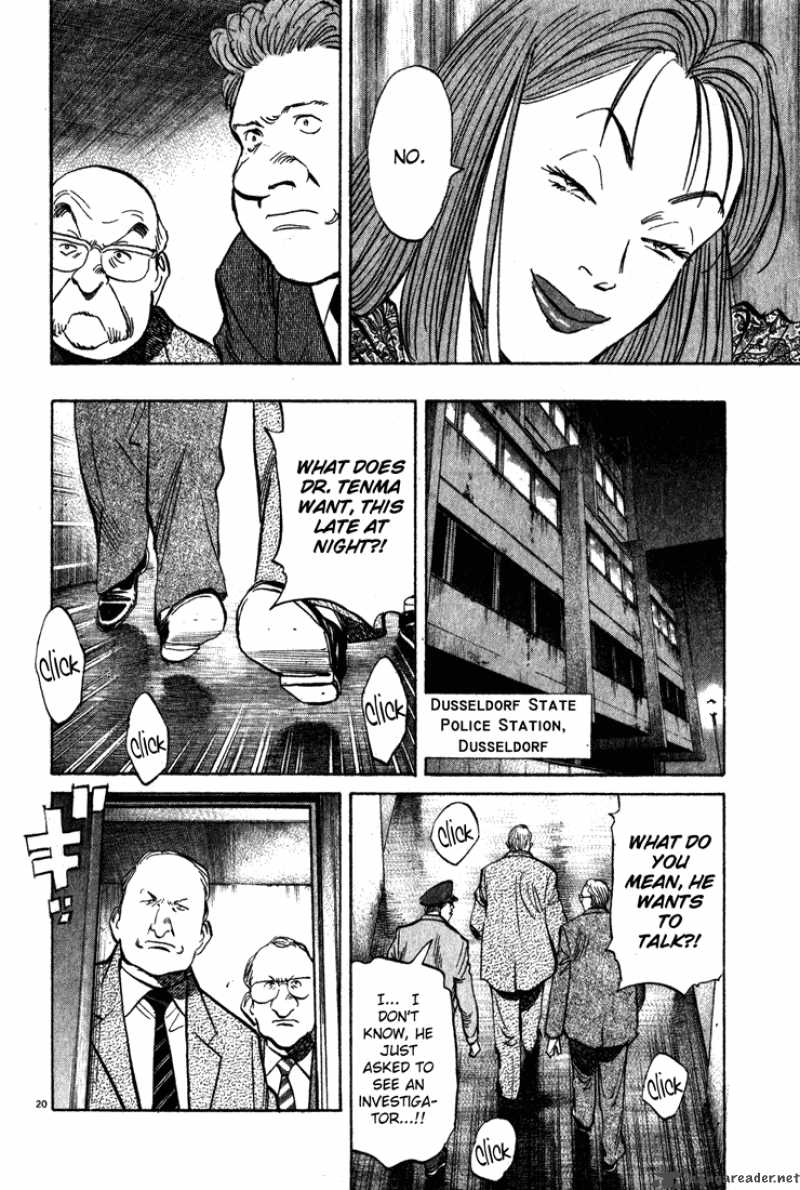 NO.
DUSSELDORF STATE
POLICE STATION,
DUSSELDORF
WHAT DOES
DR. TENMA
WANT, THIS
LATE AT
NIGHT?!
CLICK
CLICK
CLICK
WHAT DO
YOU
MEAN, HE
WANTS
TO
TALK?!
CLICK
I... I
DON'T
KNOW, HE
JUST
ASKED TO
SEE AN
INVESTIGA-
TOR...!!
CLICK
CLICK
ギッ
20